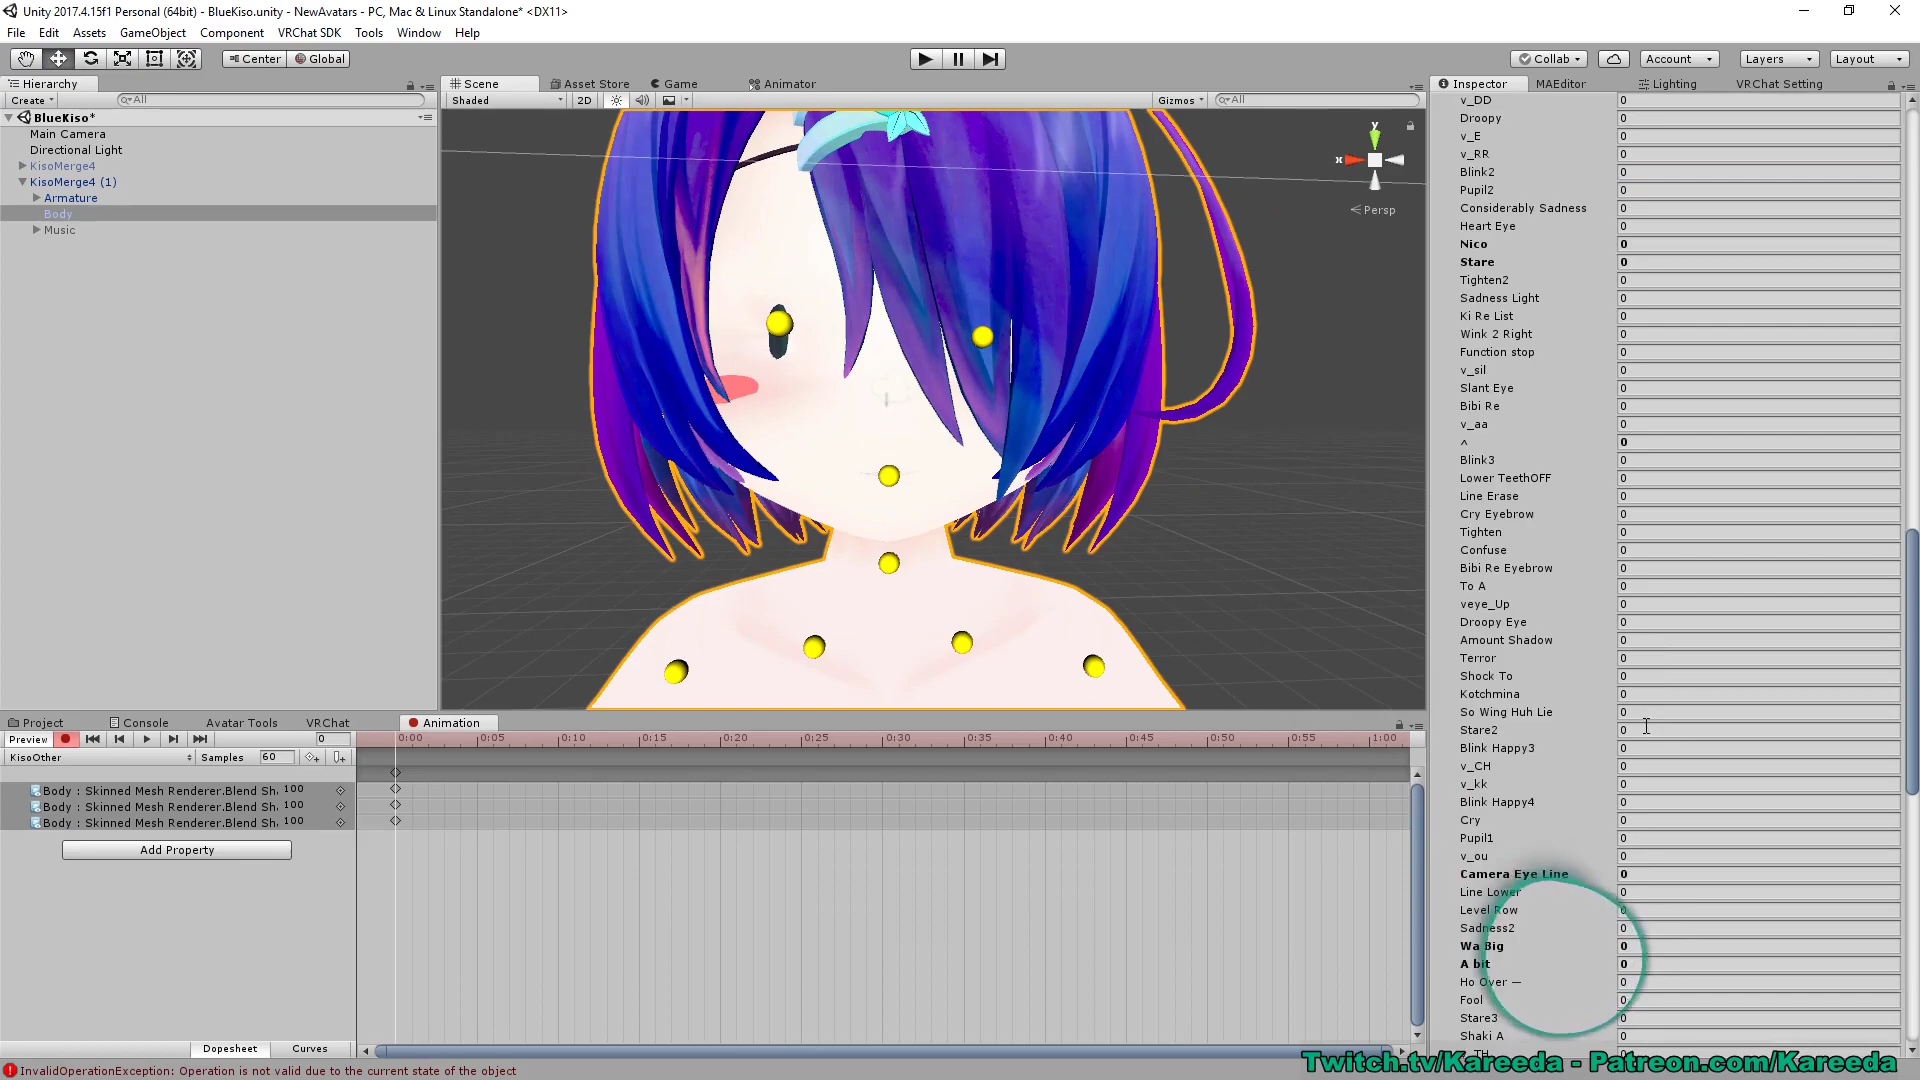 Unity 2017.4.15f1 Personal (64bit) - BlueKiso.unity - NewAvatars - PC, Mac & Linux Standalone* <DX11>
File Edit Assets GameObject Component VRChat SDK Tools Window Help
Center Global Collab Account Layers Layout
Hierarchy Scene Asset Store Game Animator Inspector MAEditor Lighting VRChat Setting
Create All Shaded 2D Gizmos All
BlueKiso*
Main Camera
Directional Light
KisoMerge4
KisoMerge4 (1)
Armature
Body
Music
y
x
Persp
v_DD 0
Droopy 0
v_E 0
v_RR 0
Blink2 0
Pupil2 0
Considerably Sadness 0
Heart Eye 0
Nico 0
Stare 0
Tighten2 0
Sadness Light 0
Ki Re List 0
Wink 2 Right 0
Function stop 0
v_sil 0
Slant Eye 0
Bibi Re 0
v_aa 0
^ 0
Blink3 0
Lower TeethOFF 0
Line Erase 0
Cry Eyebrow 0
Tighten 0
Confuse 0
Bibi Re Eyebrow 0
To A 0
veye_Up 0
Droopy Eye 0
Amount Shadow 0
Terror 0
Shock To 0
Kotchmina 0
So Wing Huh Lie 0
Stare2 0
Blink Happy3 0
v_CH 0
v_kk 0
Blink Happy4 0
Cry 0
Pupil1 0
v_ou 0
Camera Eye Line 0
Line Lower 0
Level Row 0
Sadness2 0
Wa Big 0
A bit 0
Ho Over — 0
Fool 0
Stare3 0
Shaki A 0
Project Console Avatar Tools VRChat Animation
Preview 0 0:00 0:05 0:10 0:15 0:20 0:25 0:30 0:35 0:40 0:45 0:50 0:55 1:00
KisoOther Samples 60
Body : Skinned Mesh Renderer.Blend Sh. 100
Body : Skinned Mesh Renderer.Blend Sh. 100
Body : Skinned Mesh Renderer.Blend Sh. 100
Add Property
Dopesheet Curves
InvalidOperationException: Operation is not valid due to the current state of the object
Twitch.tv/Kareeda - Patreon.com/Kareeda